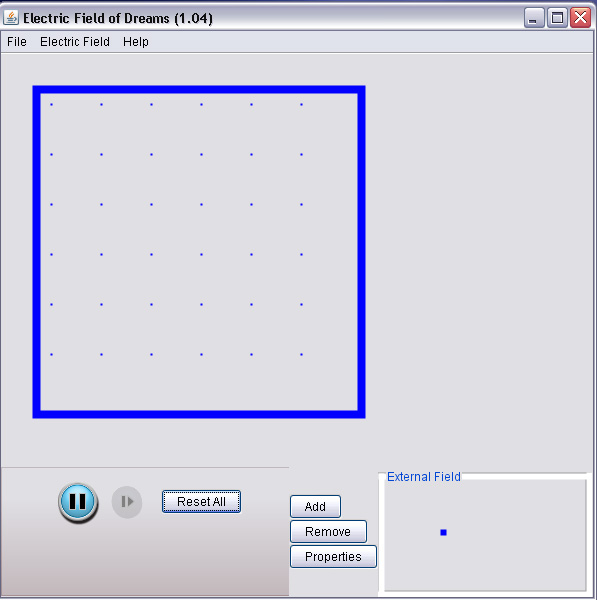 Electric Field of Dreams (1.04)
File Electric Field Help
Reset All
Add
Remove
Properties
External Field